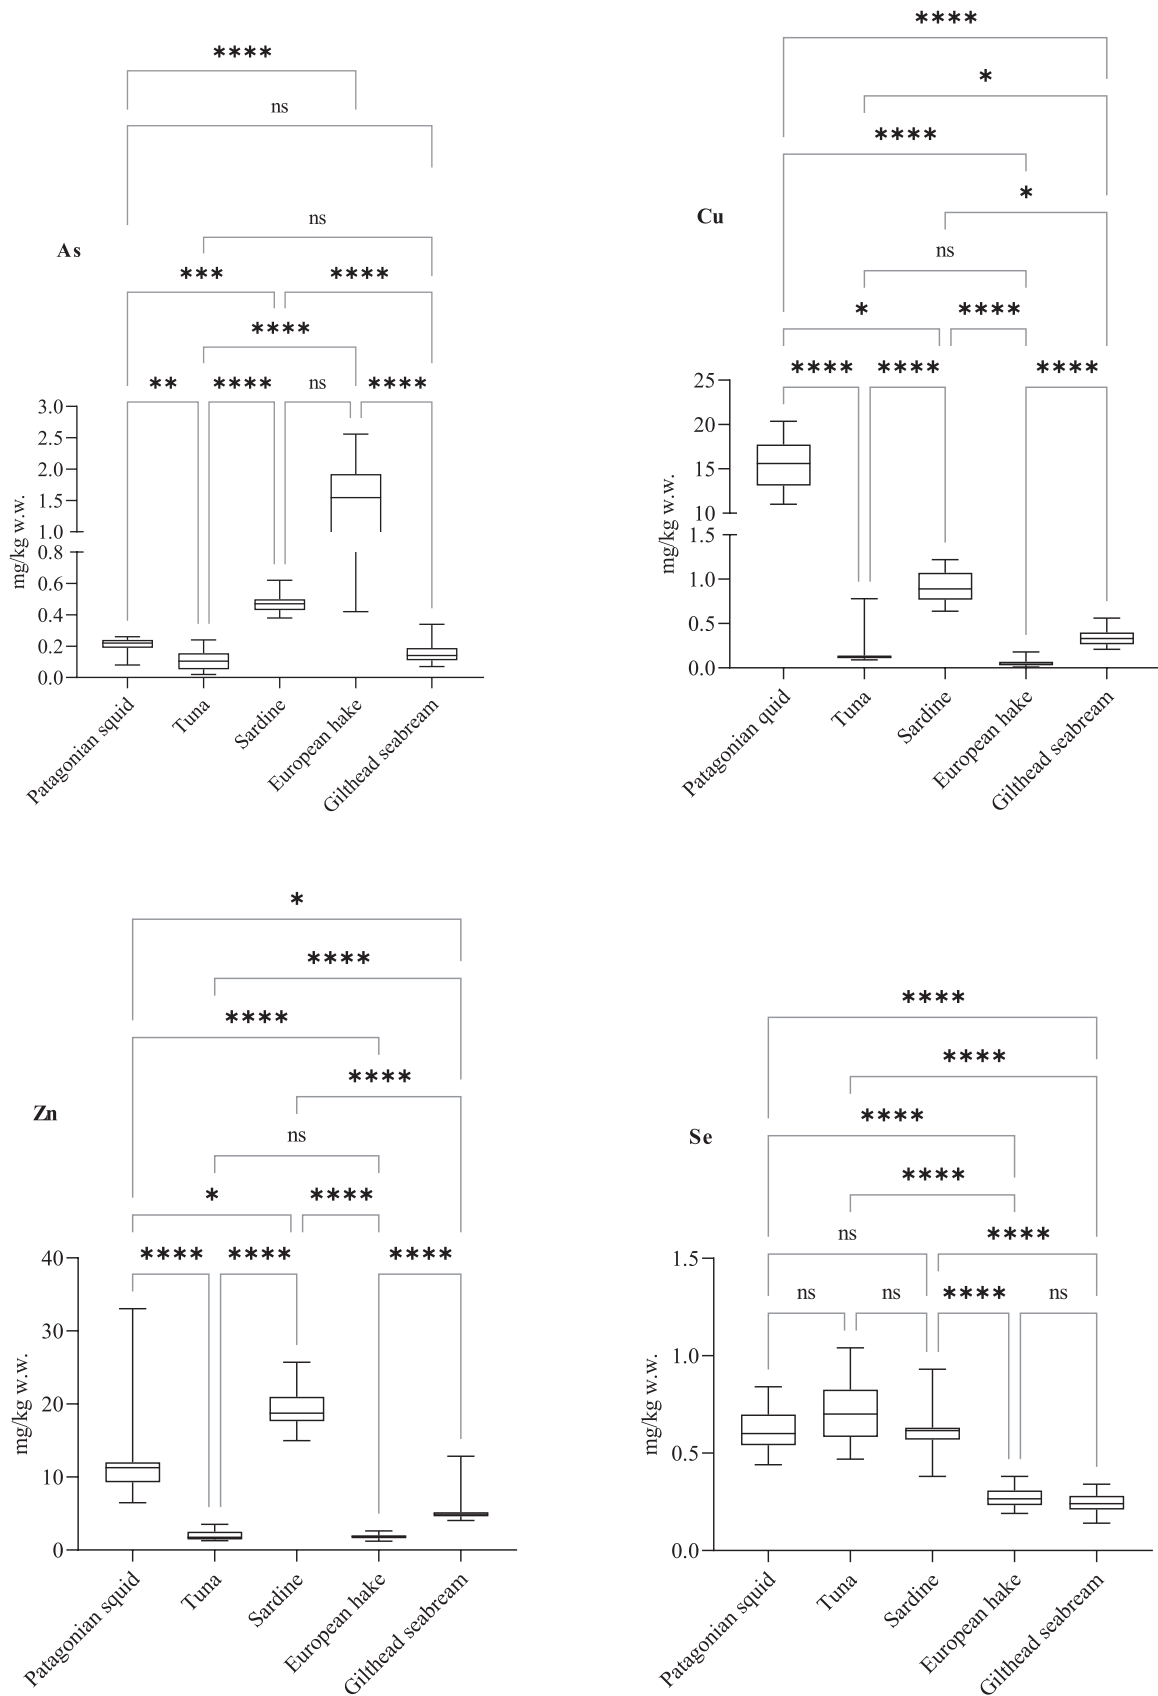 ****
ns
ns
As
*** ****
****
** **** ns ****
3.0
2.5
2.0
1.5
1.0
0.8
0.6
0.4
0.2
0.0
mg/kg w.w.
Patagonian squid
Tuna
Sardine
European hake
Gilthead seabream
****
*
****
*
Cu
ns
* ****
**** **** ****
25
20
15
10
1.5
1.0
0.5
0.0
mg/kg w.w.
Patagonian quid
Tuna
Sardine
European hake
Gilthead seabream
*
****
****
****
Zn
ns
* ****
**** **** ****
40
30
20
10
0
mg/kg w.w.
Patagonian squid
Tuna
Sardine
European hake
Gilthead seabream
****
****
****
Se
****
ns ****
ns ns **** ns
1.5
1.0
0.5
0.0
mg/kg w.w.
Patagonian squid
Tuna
Sardine
European hake
Gilthead seabream